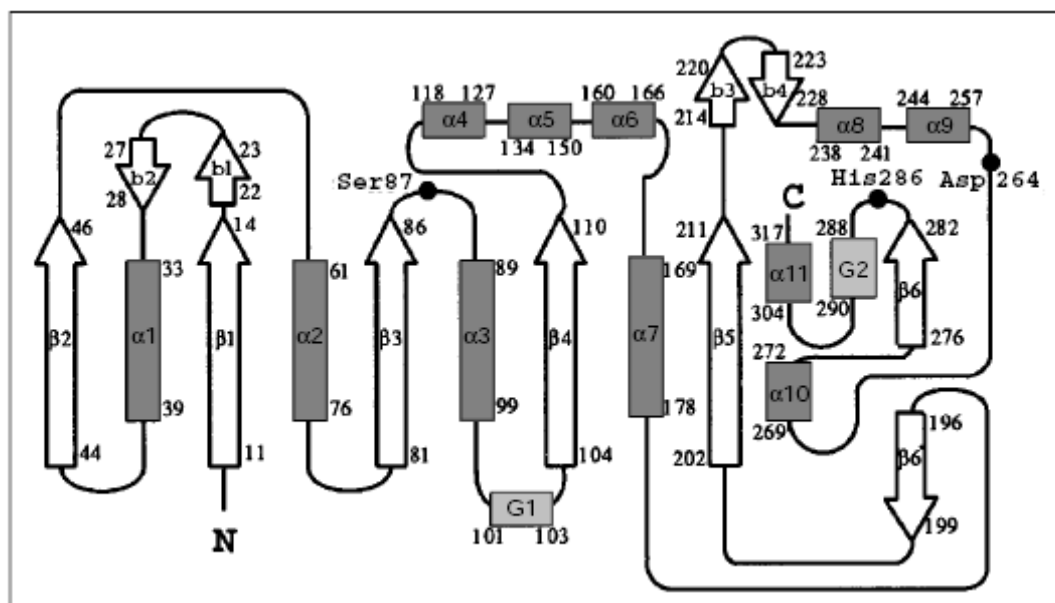 220 223
b3 b4
118 127 160 166 228 244 257
α4 α5 α6 214 α8 α9
27 23 134 150 238 241
b2 b1 Ser87 His286 Asp 264
28 22 C
46 14 86 110 211 317 288 282
33 61 89 169 α11 G2 β6
304 290
β2 α1 β1 α2 β3 α3 β4 α7 β5 272 276
39 76 99 178 α10 196
269
44 11 81 104 202 β6'
G1
N 101 103 199